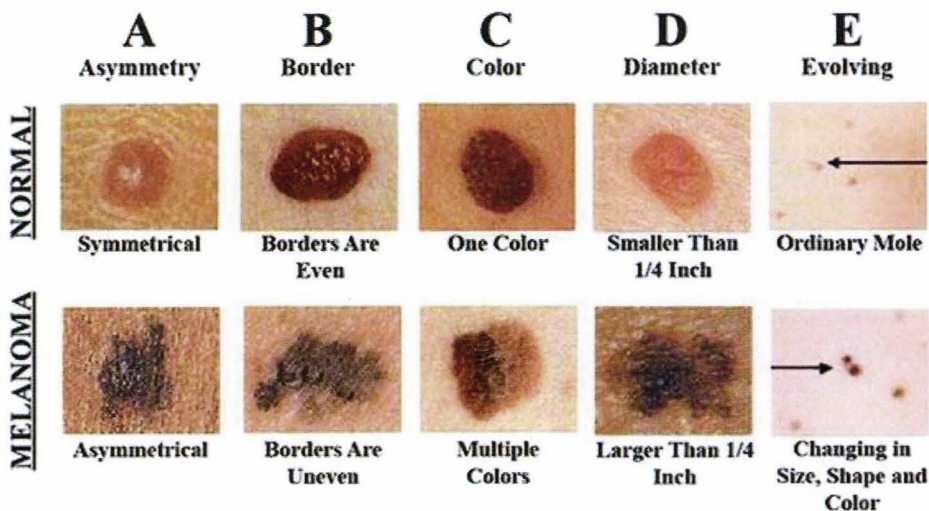 A B C D E
Asymmetry Border Color Diameter Evolving
NORMAL
Symmetrical Borders Are One Color Smaller Than Ordinary Mole
Even 1/4 Inch
MELANOMA
Asymmetrical Borders Are Multiple Larger Than 1/4 Changing in
Uneven Colors Inch Size, Shape and
Color